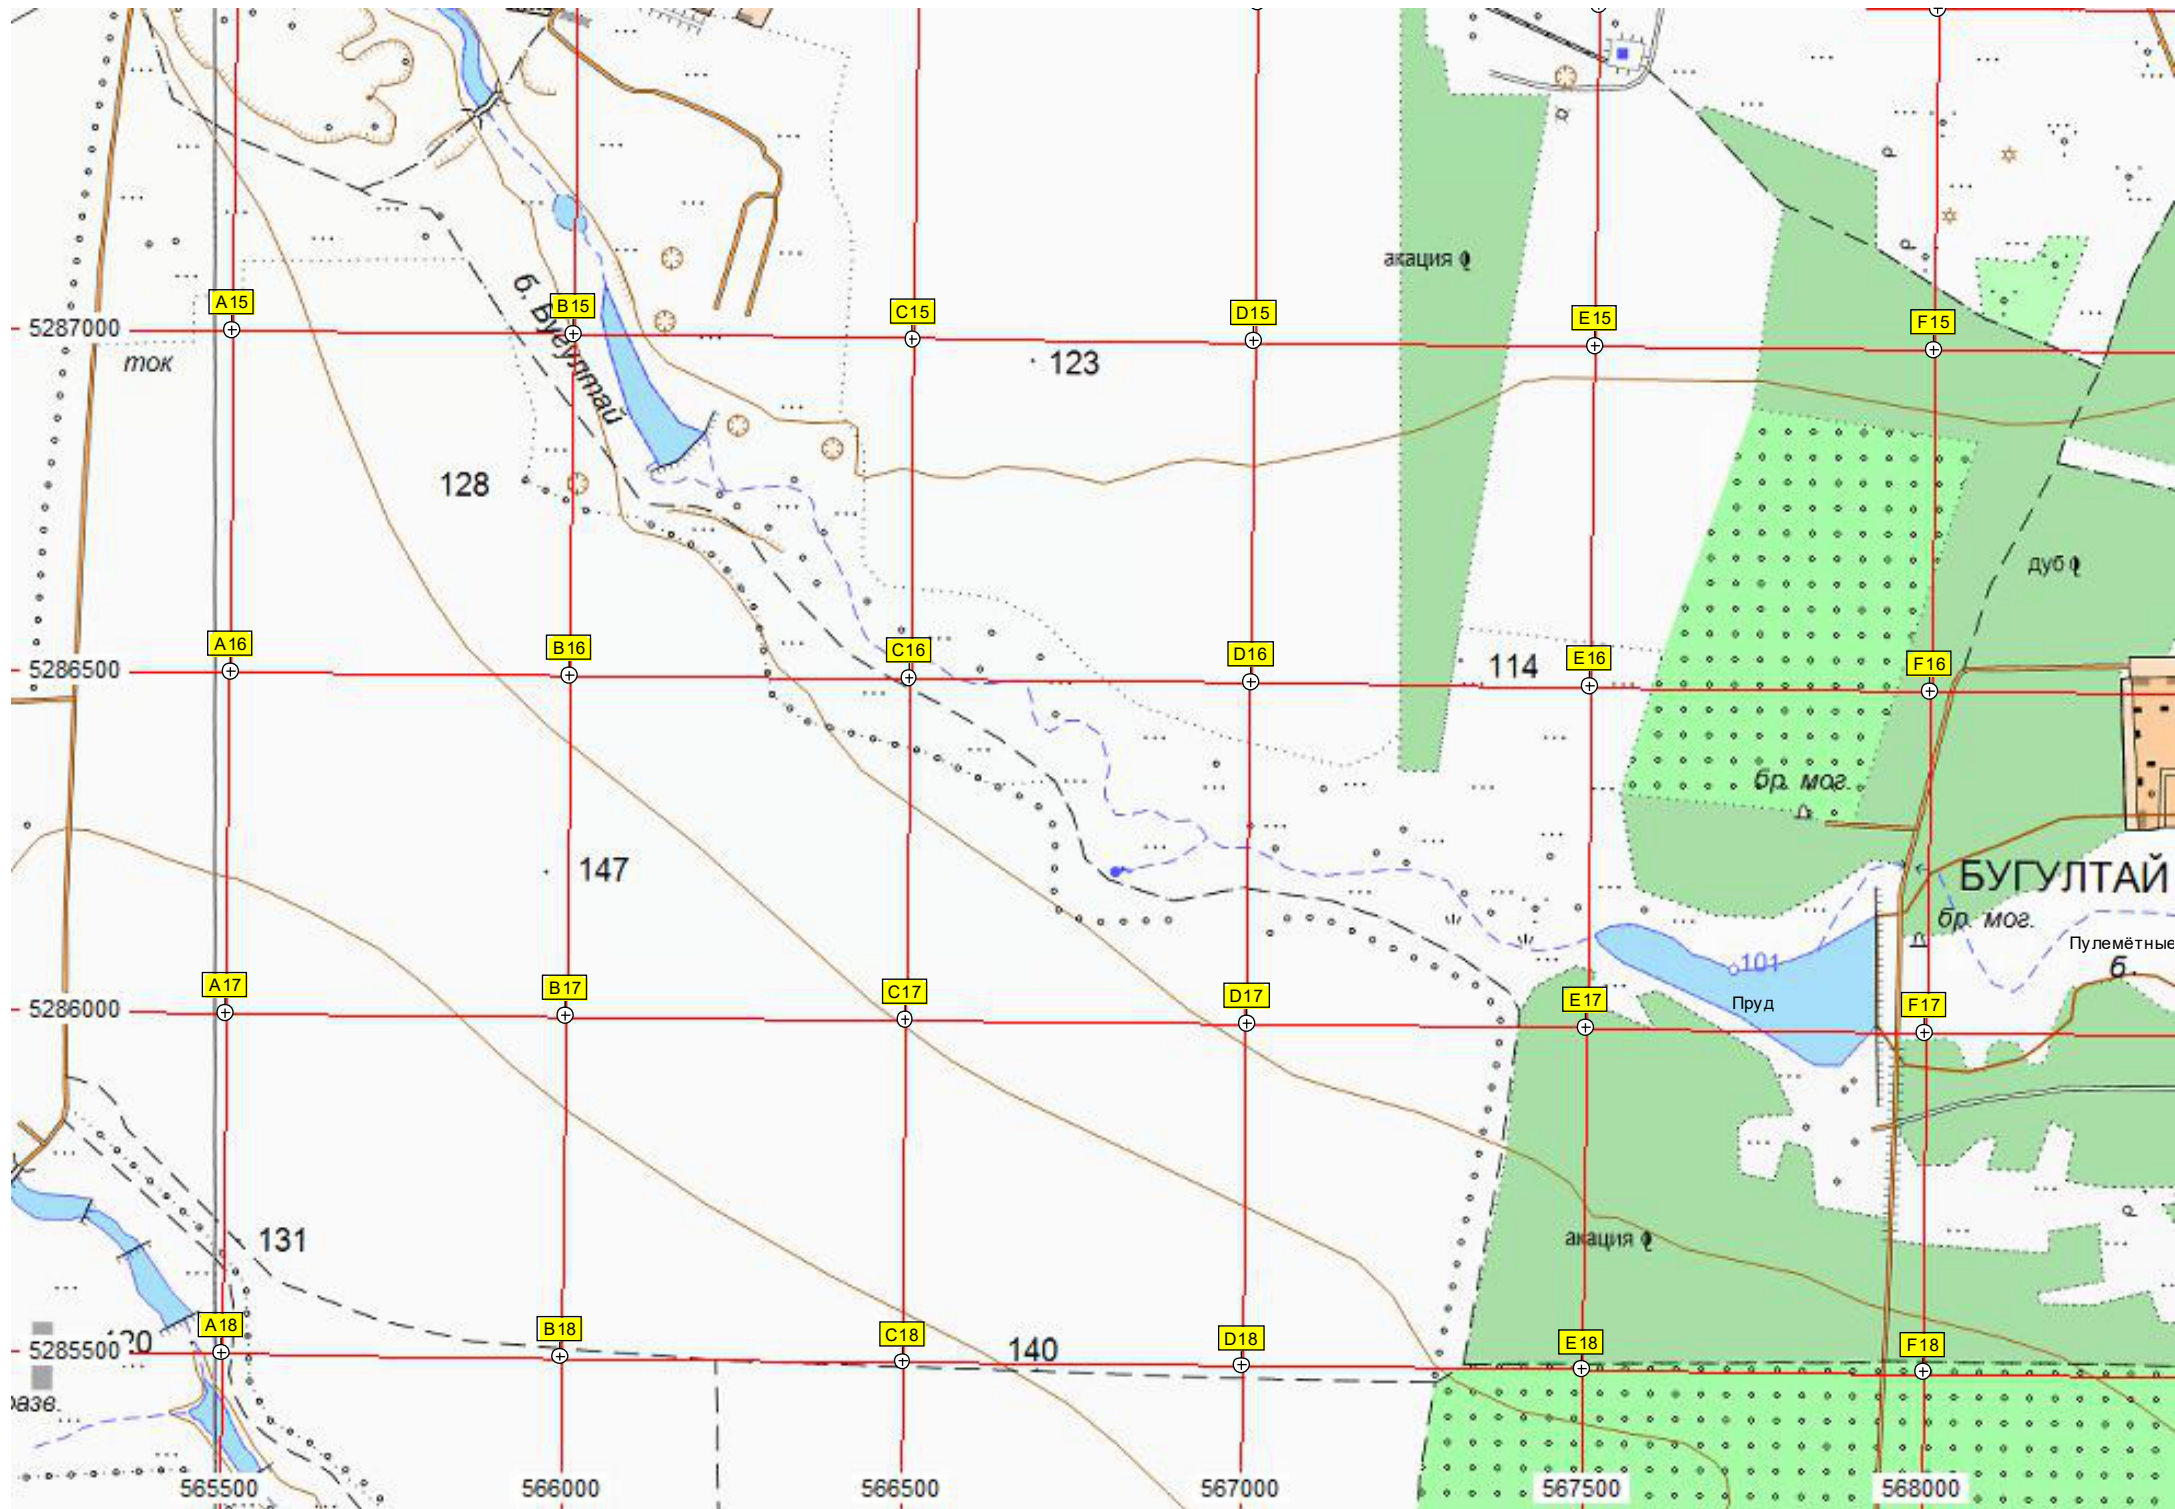 акация
A15
B15
C15
D15
E15
F15
5287000
б. Бугултай
ток
123
128
дуб
A16
B16
C16
D16
E16
F16
5286500
114
бр. мог.
147
БУГУЛТАЙ
бр. мог.
Пулемётные
101
б.
A17
B17
C17
D17
E17
F17
Пруд
5286000
131
акация
A18
B18
C18
D18
E18
F18
5285500
140
565500
566000
566500
567000
567500
568000